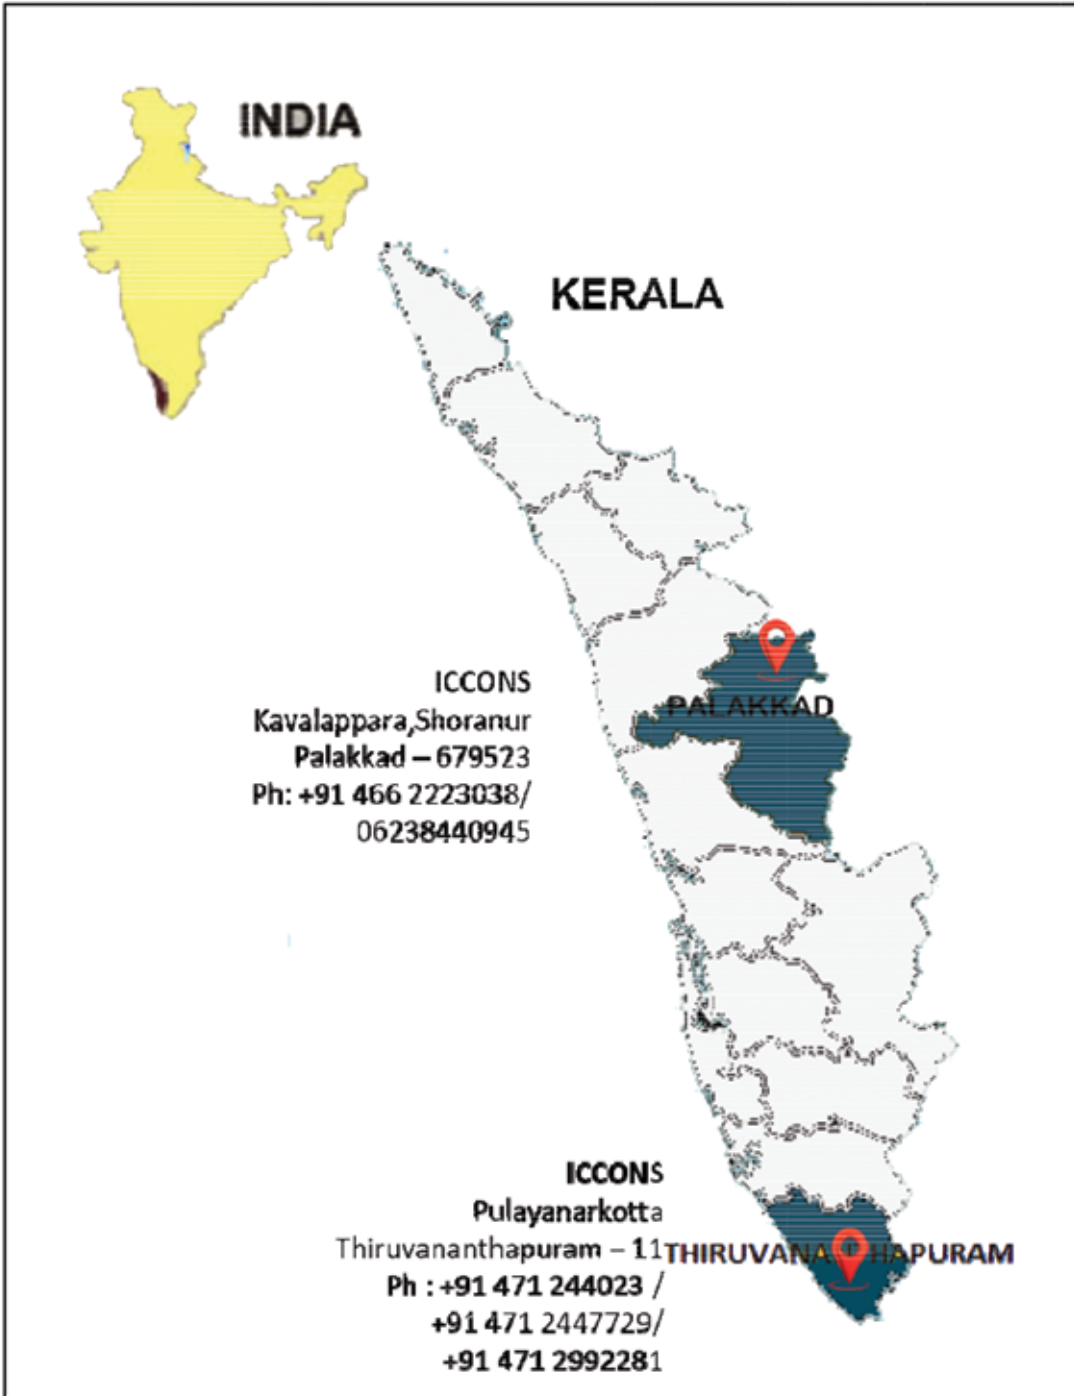 INDIA
KERALA
ICCONS
Kavalappara,Shoranur
Palakkad – 679523
Ph: +91 466 2223038/
06238440945
PALAKKAD
ICCONS
Pulayanarkotta
Thiruvananthapuram – 11
Ph : +91 471 244023 /
+91 471 2447729/
+91 471 2992281
THIRUVANANTHAPURAM